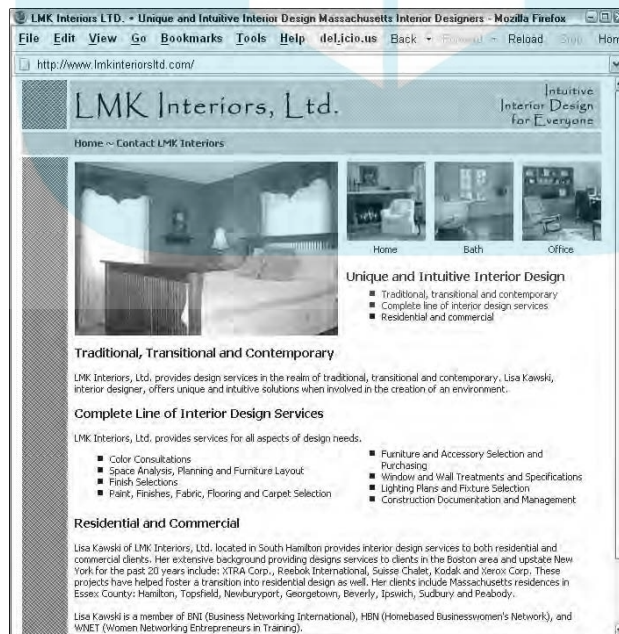 LMK Interiors LTD. • Unique and Intuitive Interior Design Massachusetts Interior Designers - Mozilla Firefox
File Edit View Go Bookmarks Tools Help del.icio.us Back Forward Reload Stop Hom
http://www.lmkinteriorsltd.com/
LMK Interiors, Ltd.
Intuitive
Interior Design
for Everyone
Home ~ Contact LMK Interiors
Home Bath Office
Unique and Intuitive Interior Design
Traditional, transitional and contemporary
Complete line of interior design services
Residential and commercial
Traditional, Transitional and Contemporary
LMK Interiors, Ltd. provides design services in the realm of traditional, transitional and contemporary. Lisa Kawski,
interior designer, offers unique and intuitive solutions when involved in the creation of an environment.
Complete Line of Interior Design Services
LMK Interiors, Ltd. provides services for all aspects of design needs.
Color Consultations
Space Analysis, Planning and Furniture Layout
Finish Selections
Paint, Finishes, Fabric, Flooring and Carpet Selection
Furniture and Accessory Selection and
Purchasing
Window and Wall Treatments and Specifications
Lighting Plans and Fixture Selection
Construction Documentation and Management
Residential and Commercial
Lisa Kawski of LMK Interiors, Ltd. located in South Hamilton provides interior design services to both residential and
commercial clients. Her extensive background providing designs services to clients in the Boston area and upstate New
York for the past 20 years include: XTRA Corp., Reebok International, Suisse Chalet, Kodak and Xerox Corp. These
projects have helped foster a transition into residential design as well. Her clients include Massachusetts residences in
Essex County: Hamilton, Topsfield, Newburyport, Georgetown, Beverly, Ipswich, Sudbury and Peabody.
Lisa Kawski is a member of BNI (Business Networking International), HBN (Homebased Businesswomen's Network), and
WNET (Women Networking Entrepreneurs in Training).